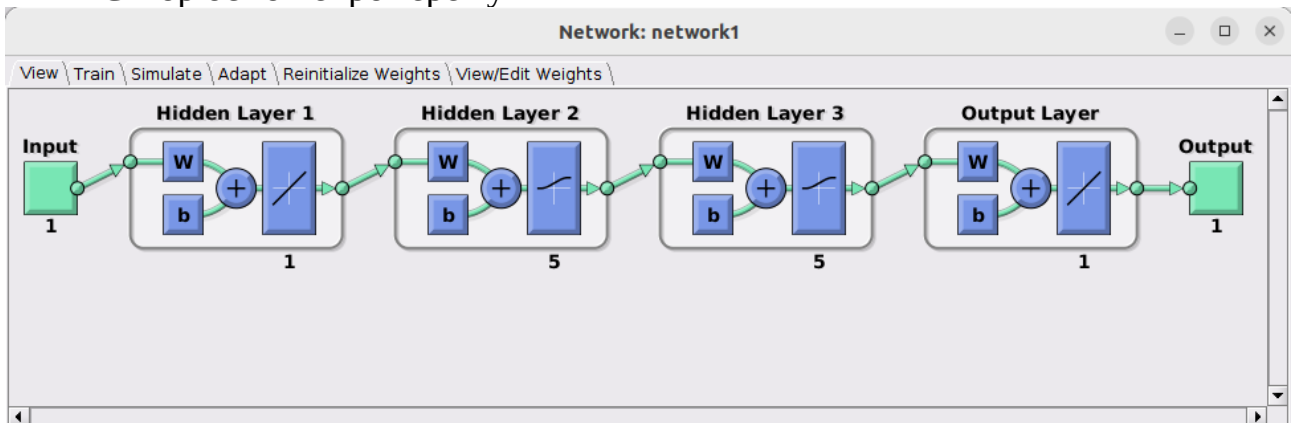 Network: network1
View Train Simulate Adapt Reinitialize Weights View/Edit Weights
Hidden Layer 1 Hidden Layer 2 Hidden Layer 3 Output Layer
Input Output
W W W W
b b b b
1 1
1 5 5 1